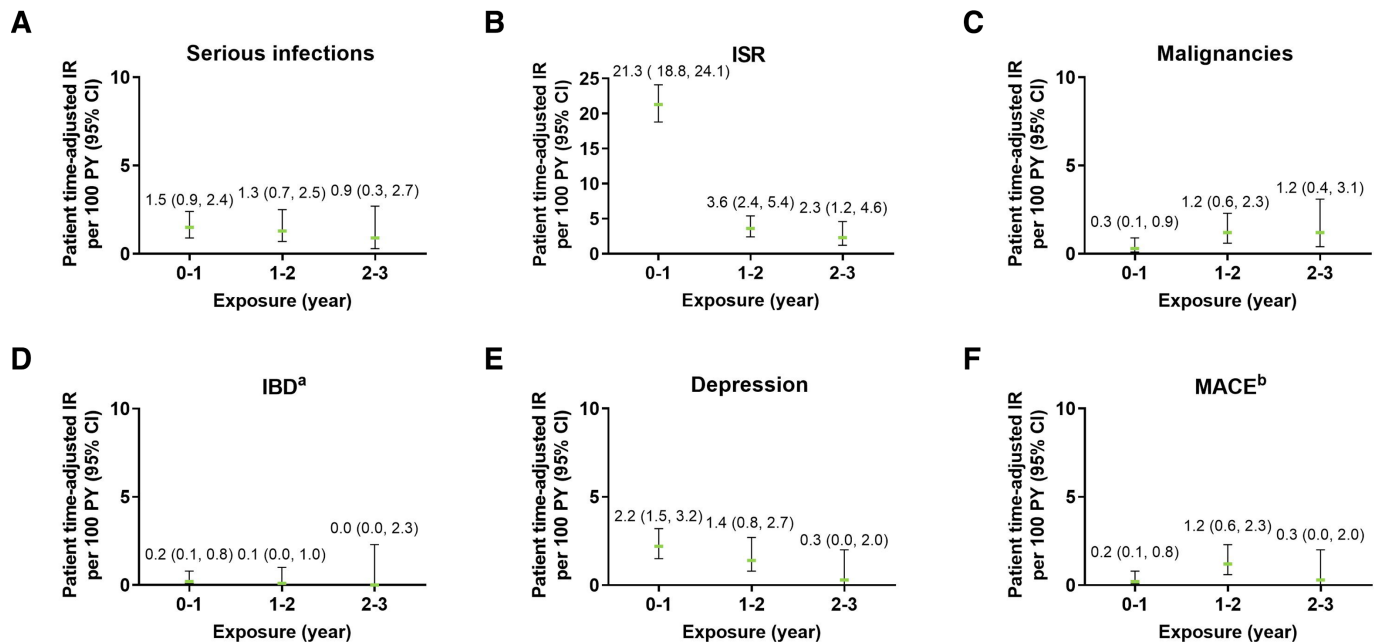 A
Serious infections
Patient time-adjusted IR
per 100 PY (95% CI)
10
5
0
1.5 (0.9, 2.4)
1.3 (0.7, 2.5)
0.9 (0.3, 2.7)
0-1
1-2
2-3
Exposure (year)
B
ISR
Patient time-adjusted IR
per 100 PY (95% CI)
25
20
15
10
5
0
21.3 ( 18.8, 24.1)
3.6 (2.4, 5.4)
2.3 (1.2, 4.6)
0-1
1-2
2-3
Exposure (year)
C
Malignancies
Patient time-adjusted IR
per 100 PY (95% CI)
10
5
0
0.3 (0.1, 0.9)
1.2 (0.6, 2.3)
1.2 (0.4, 3.1)
0-1
1-2
2-3
Exposure (year)
D
IBDa
Patient time-adjusted IR
per 100 PY (95% CI)
10
5
0
0.2 (0.1, 0.8)
0.1 (0.0, 1.0)
0.0 (0.0, 2.3)
0-1
1-2
2-3
Exposure (year)
E
Depression
Patient time-adjusted IR
per 100 PY (95% CI)
10
5
0
2.2 (1.5, 3.2)
1.4 (0.8, 2.7)
0.3 (0.0, 2.0)
0-1
1-2
2-3
Exposure (year)
F
MACEb
Patient time-adjusted IR
per 100 PY (95% CI)
10
5
0
0.2 (0.1, 0.8)
1.2 (0.6, 2.3)
0.3 (0.0, 2.0)
0-1
1-2
2-3
Exposure (year)